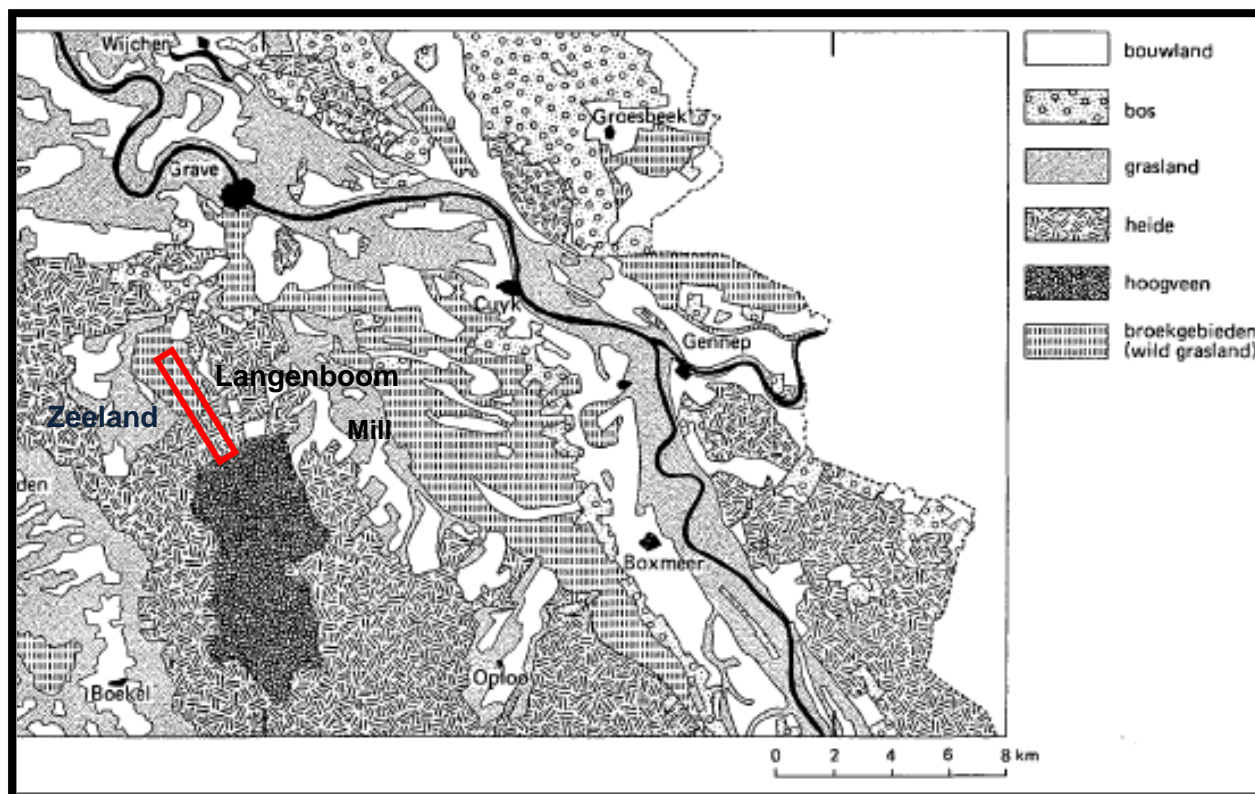 Wijchen
Groesbeek
Grave
Cuyk
Gennep
Langenboom
Zeeland
Mill
den
Boxmeer
Oploo
Boekel
bouwland
bos
grasland
heide
hoogveen
broekgebieden
(wild grasland)
0 2 4 6 8 km